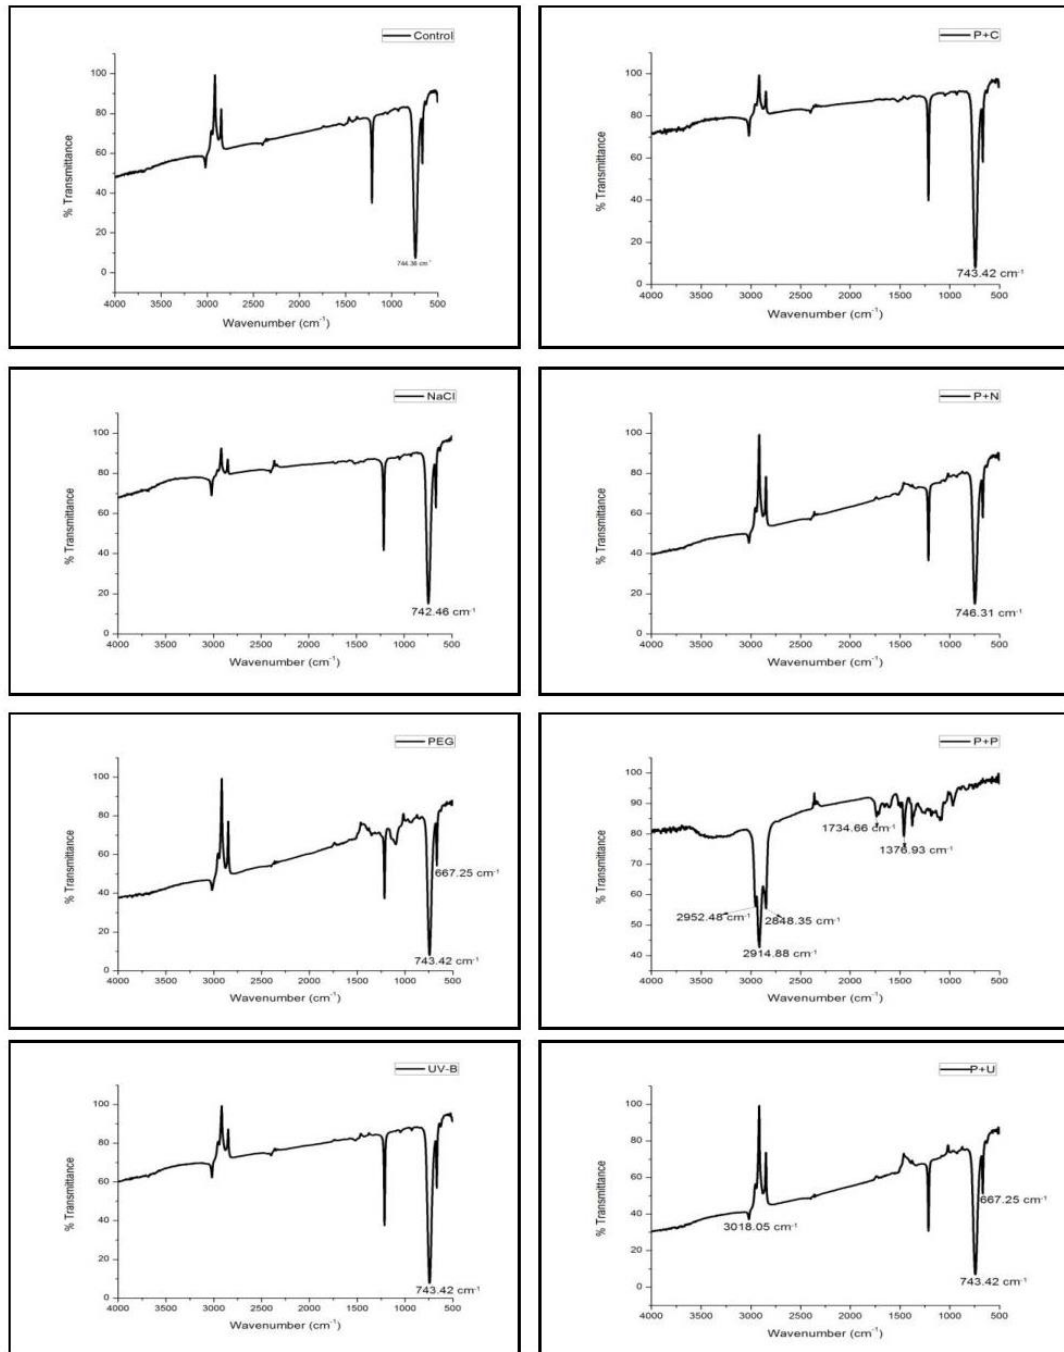 Control
100
80
60
40
20
0
% Transmittance
744.36 cm⁻¹
4000 3500 3000 2500 2000 1500 1000 500
Wavenumber (cm⁻¹)
P+C
100
80
60
40
20
0
% Transmittance
743.42 cm⁻¹
4000 3500 3000 2500 2000 1500 1000 500
Wavenumber (cm⁻¹)
NaCl
100
80
60
40
20
0
% Transmittance
742.46 cm⁻¹
4000 3500 3000 2500 2000 1500 1000 500
Wavenumber (cm⁻¹)
P+N
100
80
60
40
20
0
% Transmittance
746.31 cm⁻¹
4000 3500 3000 2500 2000 1500 1000 500
Wavenumber (cm⁻¹)
PEG
100
80
60
40
20
0
% Transmittance
667.25 cm⁻¹
743.42 cm⁻¹
4000 3500 3000 2500 2000 1500 1000 500
Wavenumber (cm⁻¹)
P+P
100
90
80
70
60
50
40
% Transmittance
1734.66 cm⁻¹
1376.93 cm⁻¹
2952.48 cm⁻¹
2848.35 cm⁻¹
2914.88 cm⁻¹
4000 3500 3000 2500 2000 1500 1000 500
Wavenumber (cm⁻¹)
UV-B
100
80
60
40
20
0
% Transmittance
743.42 cm⁻¹
4000 3500 3000 2500 2000 1500 1000 500
Wavenumber (cm⁻¹)
P+U
100
80
60
40
20
0
% Transmittance
667.25 cm⁻¹
3018.05 cm⁻¹
743.42 cm⁻¹
4000 3500 3000 2500 2000 1500 1000 500
Wavenumber (cm⁻¹)